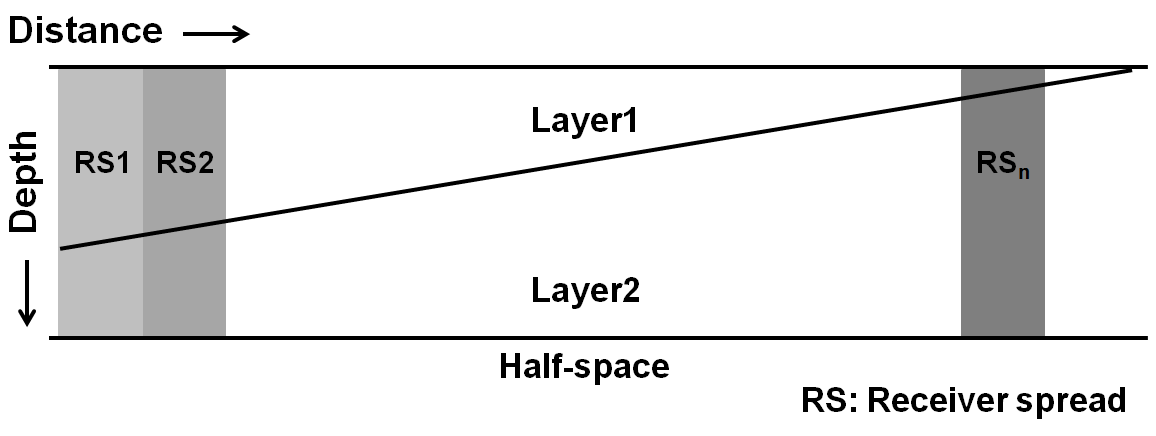 Distance
Depth
Layer1
RS1
RS2
RSn
Layer2
Half-space
RS: Receiver spread